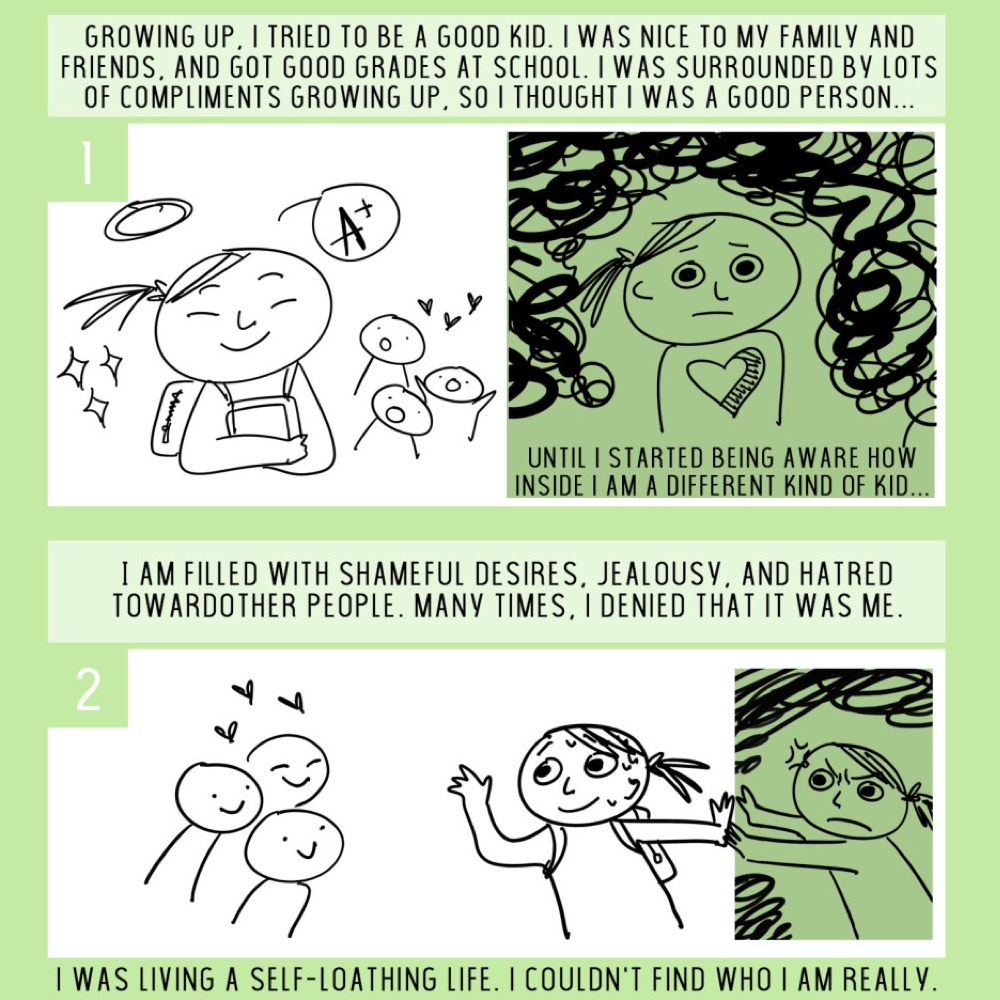 GROWING UP, I TRIED TO BE A GOOD KID. I WAS NICE TO MY FAMILY AND
FRIENDS, AND GOT GOOD GRADES AT SCHOOL. I WAS SURROUNDED BY LOTS
OF COMPLIMENTS GROWING UP, SO I THOUGHT I WAS A GOOD PERSON...
1
A+
UNTIL I STARTED BEING AWARE HOW
INSIDE I AM A DIFFERENT KIND OF KID...
I AM FILLED WITH SHAMEFUL DESIRES, JEALOUSY, AND HATRED
TOWARDOTHER PEOPLE. MANY TIMES, I DENIED THAT IT WAS ME.
2
I WAS LIVING A SELF-LOATHING LIFE. I COULDN'T FIND WHO I AM REALLY.